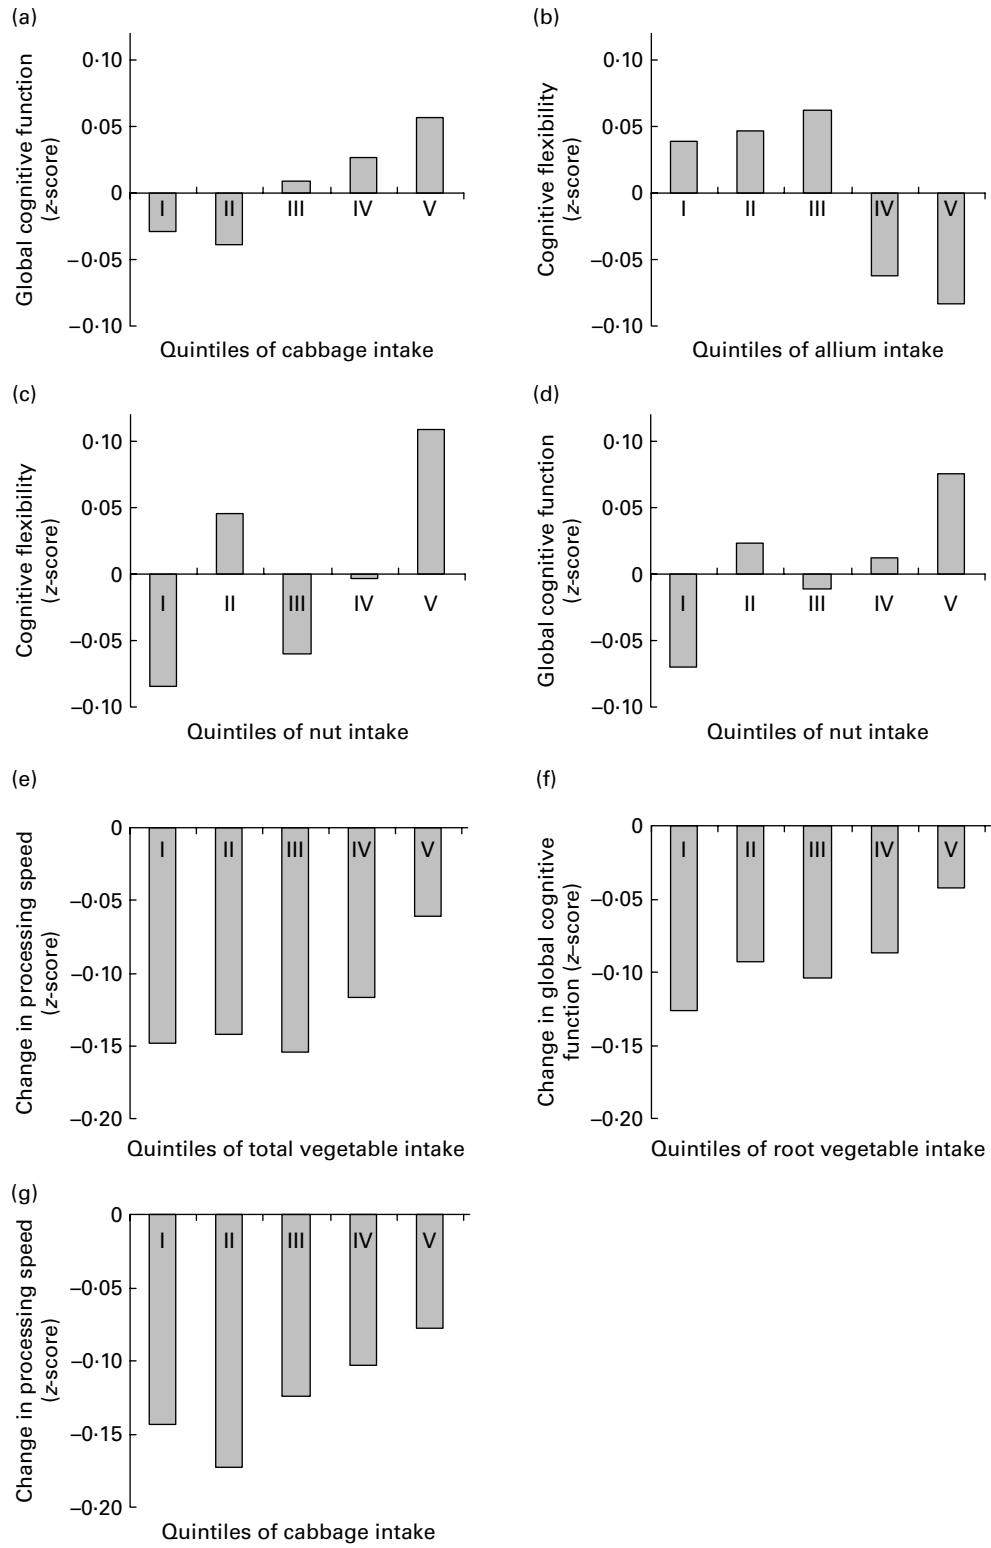 (a)
Global cognitive function
(z-score)
0·10
0·05
0
−0·05
−0·10
I II III IV V
Quintiles of cabbage intake
(b)
Cognitive flexibility
(z-score)
0·10
0·05
0
−0·05
−0·10
I II III IV V
Quintiles of allium intake
(c)
Cognitive flexibility
(z-score)
0·10
0·05
0
−0·05
−0·10
I II III IV V
Quintiles of nut intake
(d)
Global cognitive function
(z-score)
0·10
0·05
0
−0·05
−0·10
I II III IV V
Quintiles of nut intake
(e)
Change in processing speed
(z-score)
0
−0·05
−0·10
−0·15
−0·20
I II III IV V
Quintiles of total vegetable intake
(f)
Change in global cognitive
function (z–score)
0
−0·05
−0·10
−0·15
−0·20
I II III IV V
Quintiles of root vegetable intake
(g)
Change in processing speed
(z-score)
0
−0·05
−0·10
−0·15
−0·20
I II III IV V
Quintiles of cabbage intake